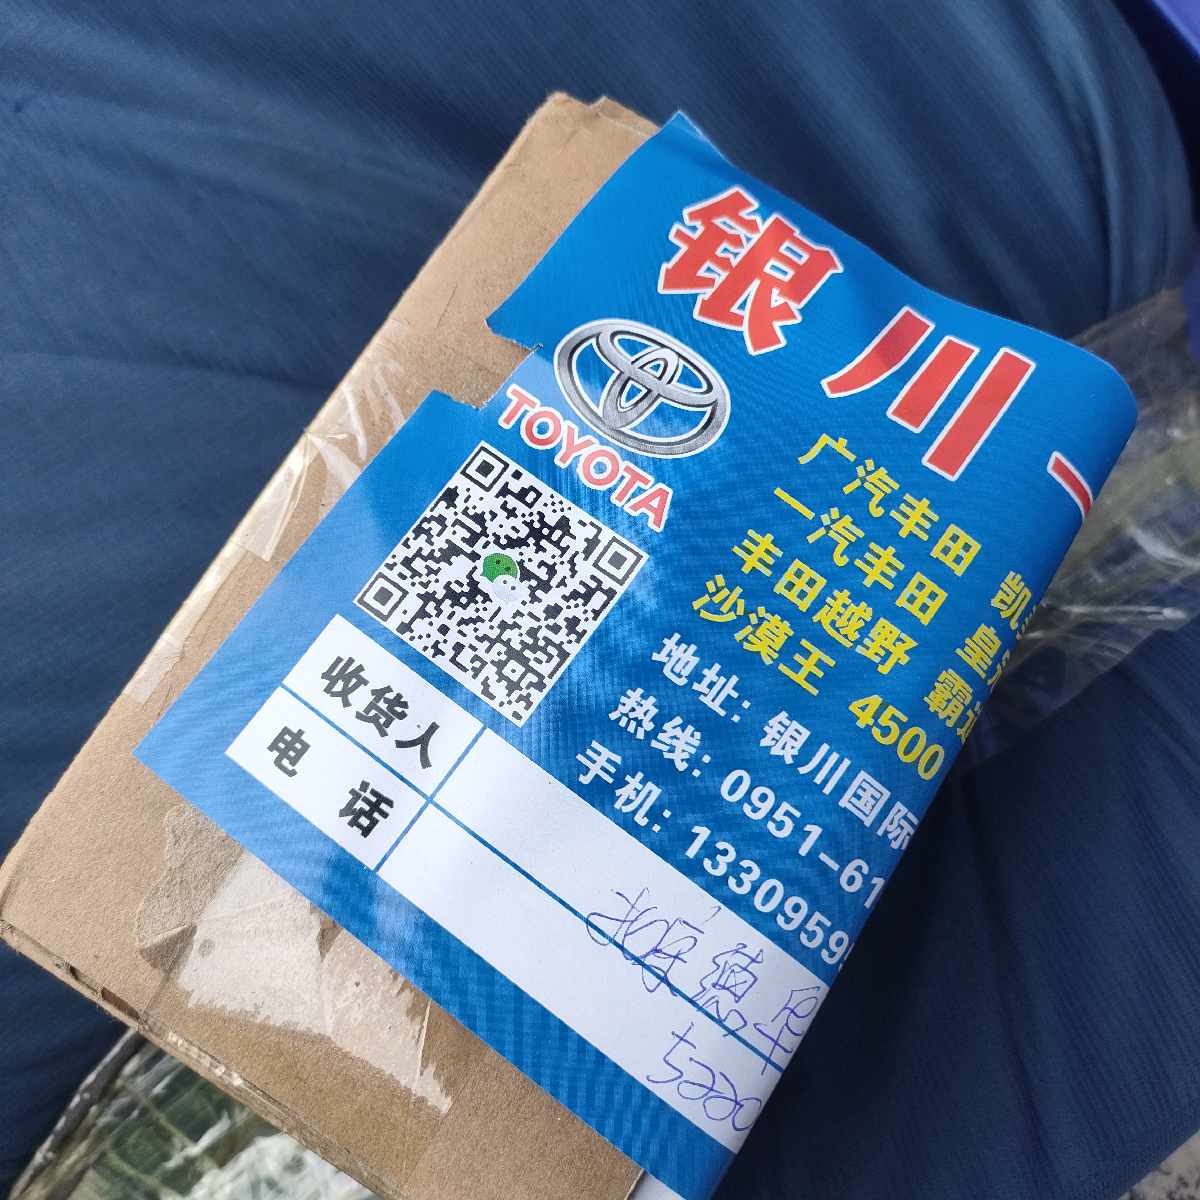 银川一
TOYOTA
广汽丰田 凯
一汽丰田 皇
丰田越野 霸
沙漠王 4500
地址: 银川国际
热线: 0951-61
手机: 1330959
收货人
电 话
5220